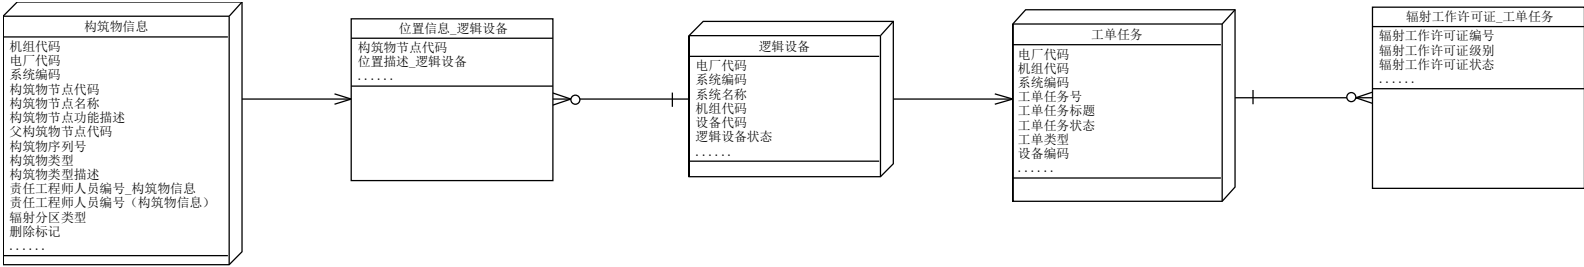 构筑物信息
机组代码
电厂代码
系统编码
构筑物节点代码
构筑物节点名称
构筑物节点功能描述
父构筑物节点代码
构筑物序列号
构筑物类型
构筑物类型描述
责任工程师人员编号_构筑物信息
责任工程师人员编号（构筑物信息）
辐射分区类型
删除标记
......
位置信息_逻辑设备
构筑物节点代码
位置描述_逻辑设备
......
逻辑设备
电厂代码
系统编码
系统名称
机组代码
设备代码
逻辑设备状态
......
工单任务
电厂代码
机组代码
系统编码
工单任务号
工单任务标题
工单任务状态
工单类型
设备编码
......
辐射工作许可证_工单任务
辐射工作许可证编号
辐射工作许可证级别
辐射工作许可证状态
......